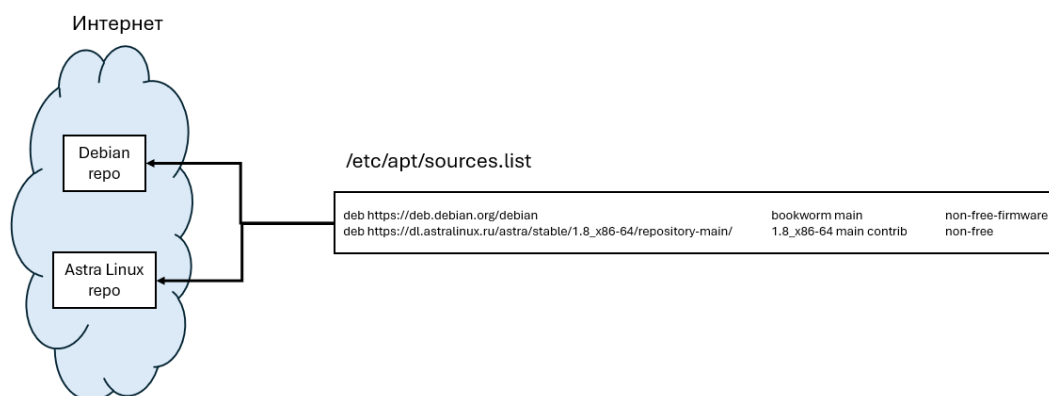 Интернет
Debian
repo
Astra Linux
repo
/etc/apt/sources.list
deb https://deb.debian.org/debian bookworm main non-free-firmware
deb https://dl.astralinux.ru/astra/stable/1.8_x86-64/repository-main/ 1.8_x86-64 main contrib non-free